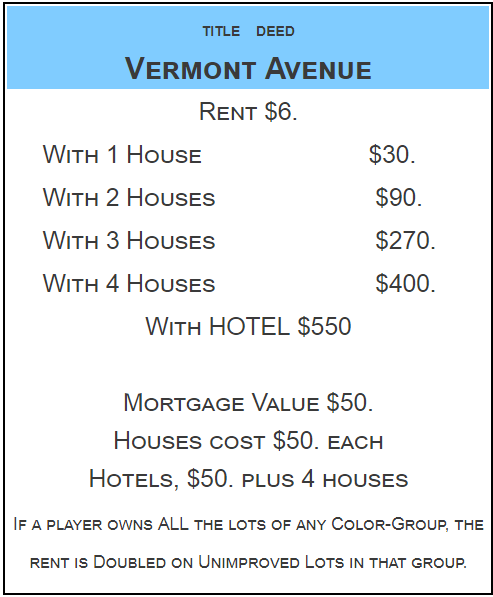 TITLE DEED
VERMONT AVENUE
RENT $6.
WITH 1 HOUSE $30.
WITH 2 HOUSES $90.
WITH 3 HOUSES $270.
WITH 4 HOUSES $400.
WITH HOTEL $550
MORTGAGE VALUE $50.
HOUSES COST $50. EACH
HOTELS, $50. PLUS 4 HOUSES
IF A PLAYER OWNS ALL THE LOTS OF ANY COLOR-GROUP, THE
RENT IS DOUBLED ON UNIMPROVED LOTS IN THAT GROUP.